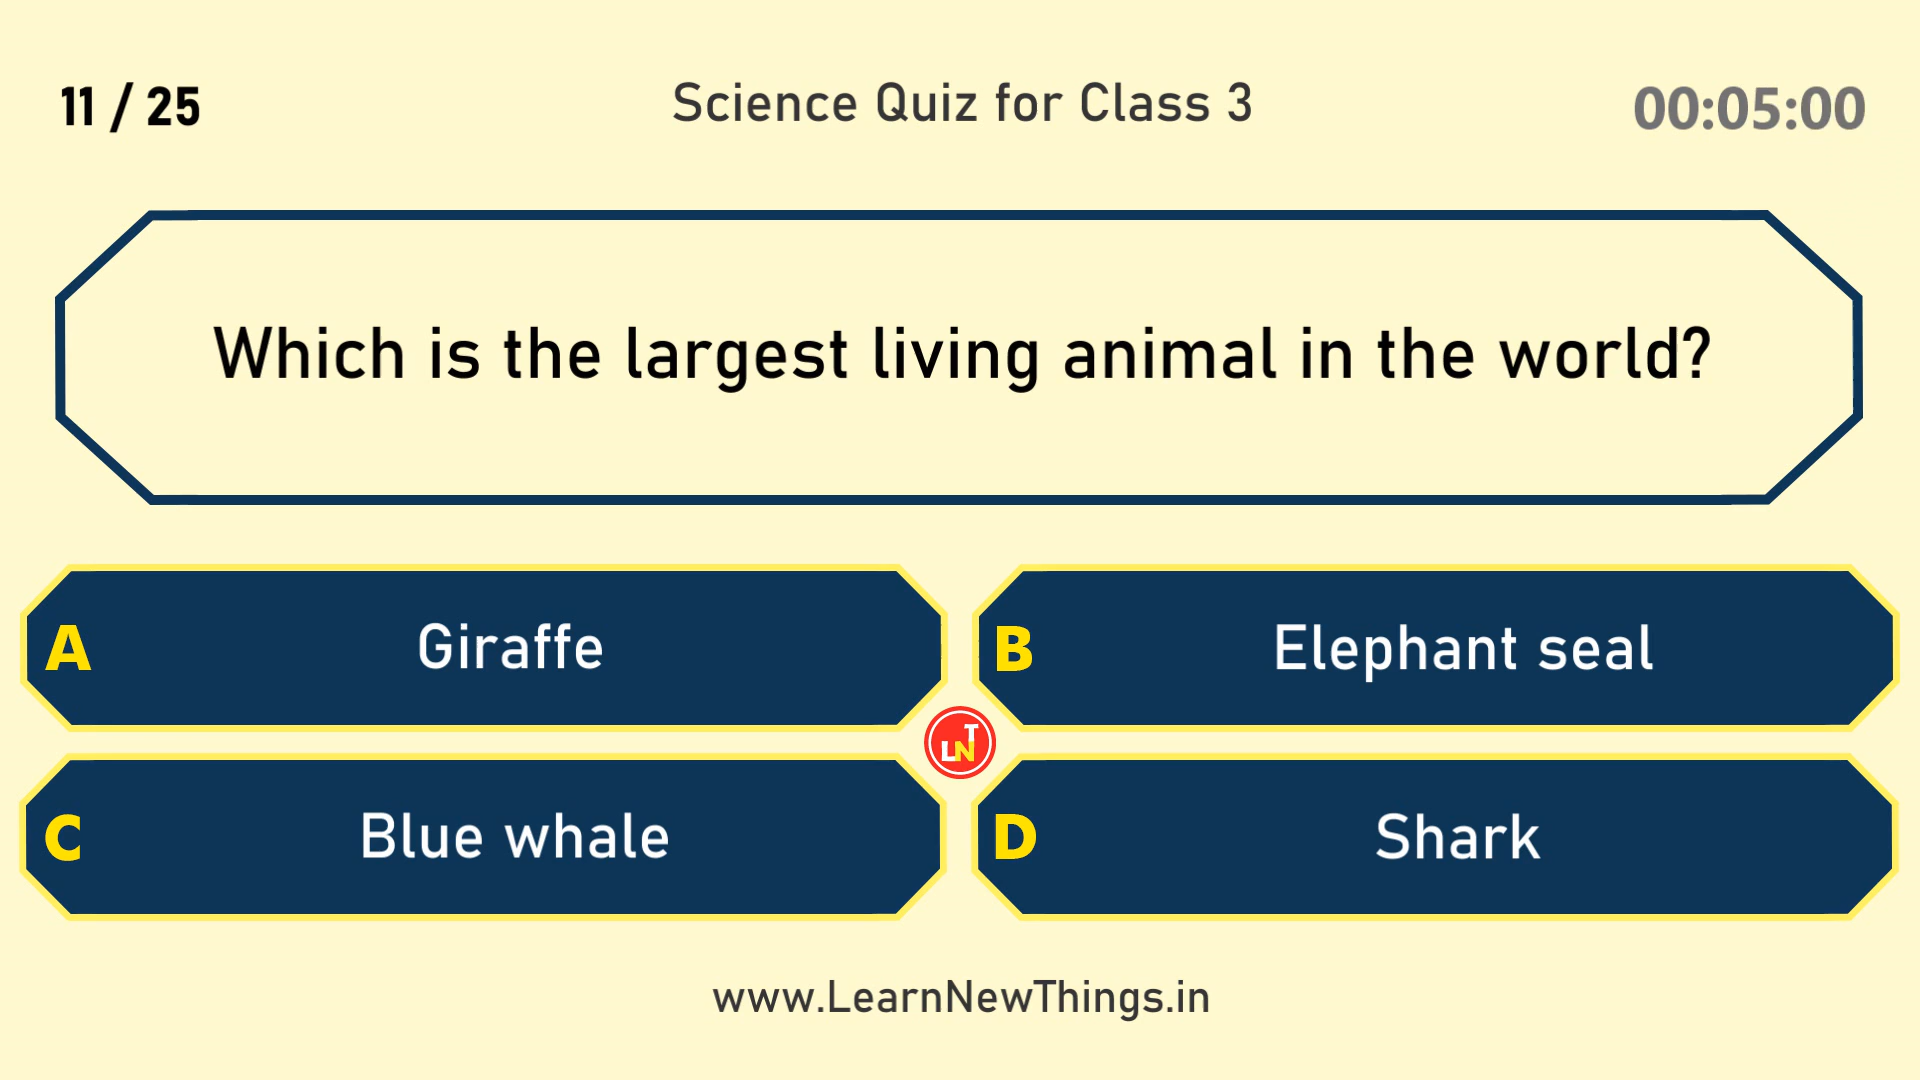 11 / 25
Science Quiz for Class 3
00:05:00
Which is the largest living animal in the world?
A Giraffe
B Elephant seal
LNT
C Blue whale
D Shark
www.LearnNewThings.in